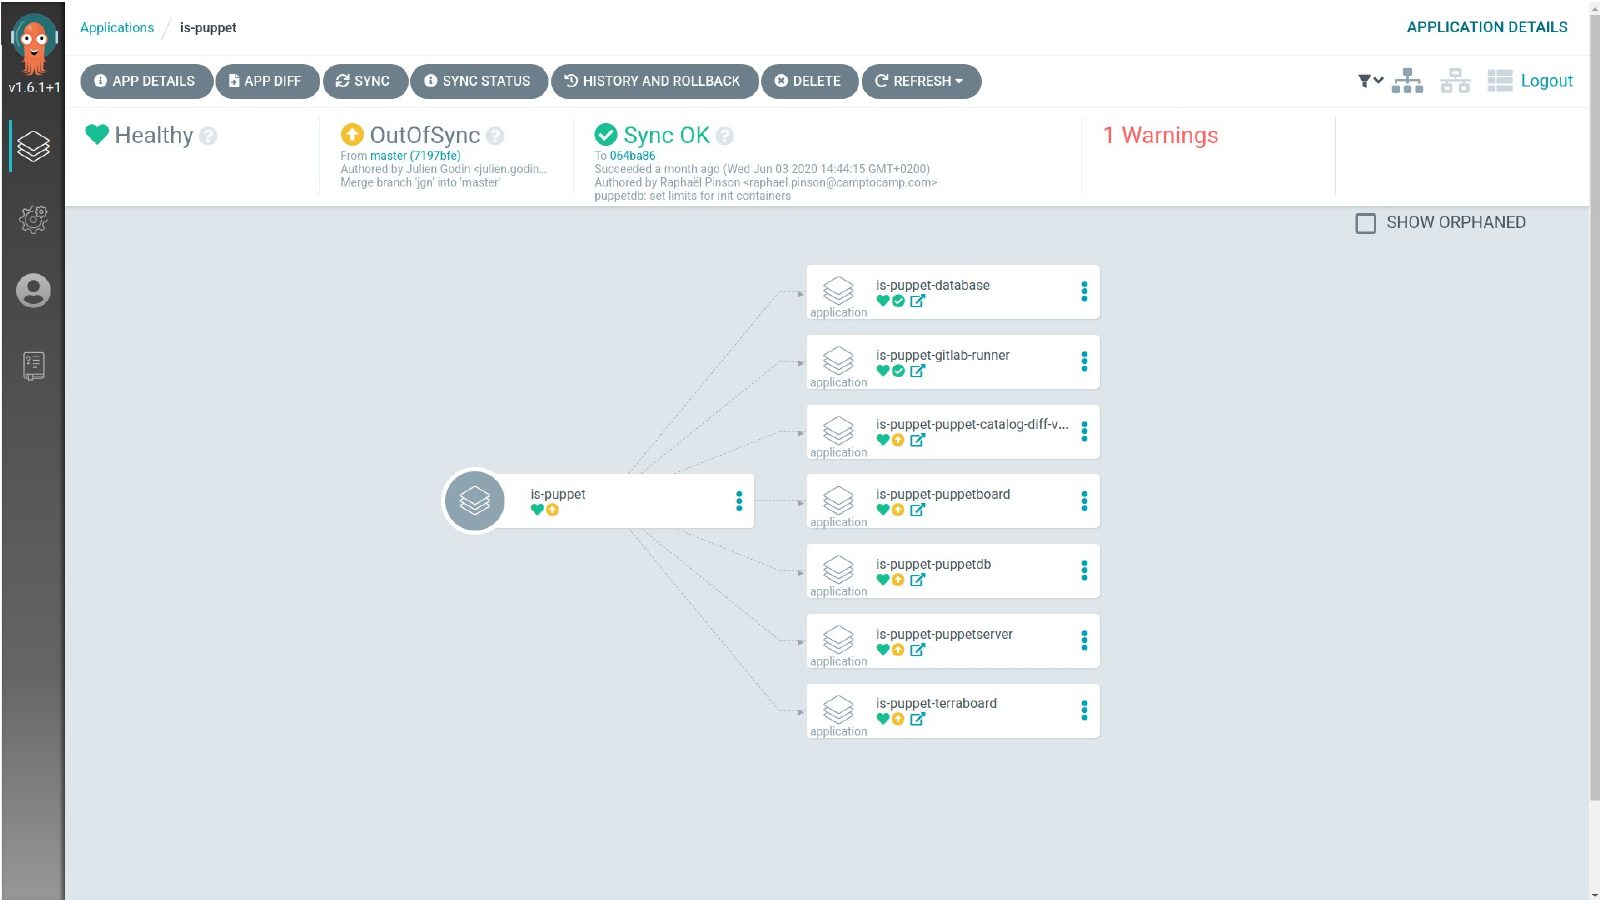 Applications / is-puppet
APPLICATION DETAILS
v1.6.1+1
APP DETAILS
APP DIFF
SYNC
SYNC STATUS
HISTORY AND ROLLBACK
DELETE
REFRESH
Logout
Healthy
OutOfSync
From master (7197bfe)
Authored by Julien Godin <julien.godin...
Merge branch 'jgn' into 'master'
Sync OK
To 064ba86
Succeeded a month ago (Wed Jun 03 2020 14:44:15 GMT+0200)
Authored by Raphaël Pinson <raphael.pinson@camptocamp.com>
puppetdb: set limits for init containers
1 Warnings
SHOW ORPHANED
is-puppet
is-puppet-database
application
is-puppet-gitlab-runner
application
is-puppet-puppet-catalog-diff-v...
application
is-puppet-puppetboard
application
is-puppet-puppetdb
application
is-puppet-puppetserver
application
is-puppet-terraboard
application